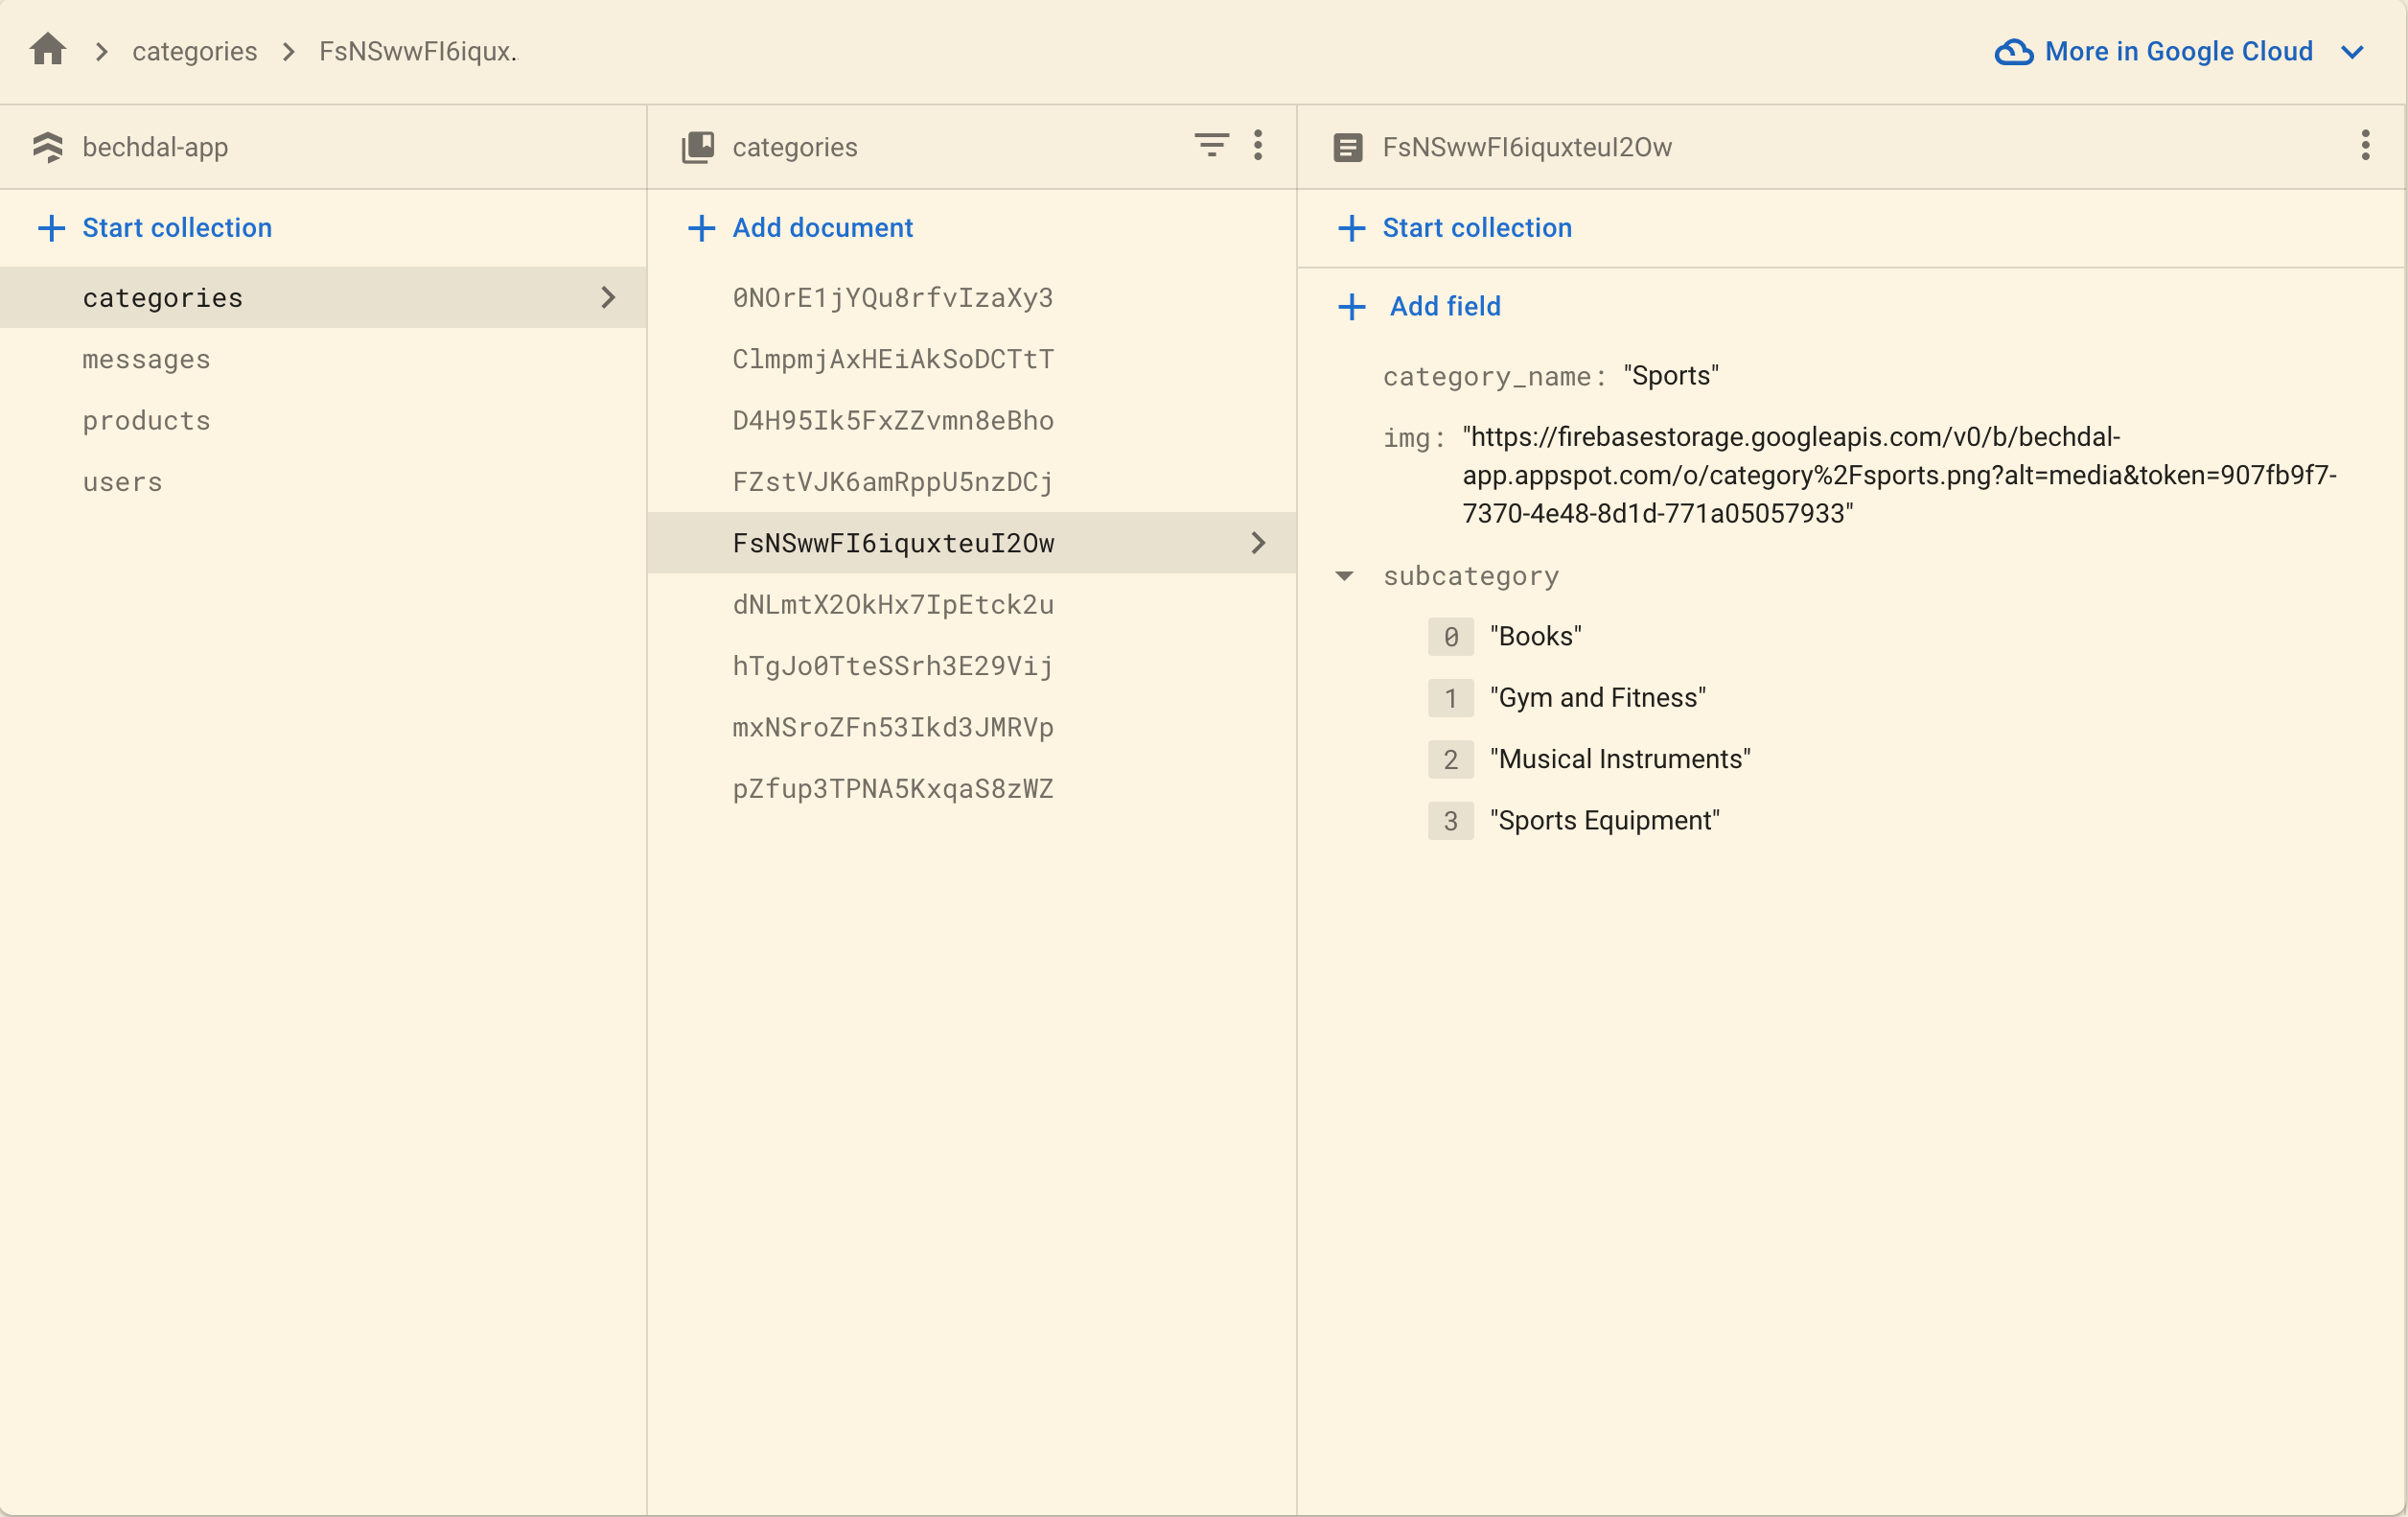 categories FsNSwwFI6iqux.
More in Google Cloud
bechdal-app
Start collection
categories
messages
products
users
categories
Add document
0NOrE1jYQu8rfvIzaXy3
ClmpmjAxHEiAkSoDCTtT
D4H95Ik5FxZZvmn8eBho
FZstVJK6amRppU5nzDCj
FsNSwwFI6iquxteuI2Ow
dNLmtX2OkHx7IpEtck2u
hTgJo0TteSSrh3E29Vij
mxNSroZFn53Ikd3JMRVp
pZfup3TPNA5KxqaS8zWZ
FsNSwwFI6iquxteuI2Ow
Start collection
Add field
category_name: "Sports"
img: "https://firebasestorage.googleapis.com/v0/b/bechdal-
app.appspot.com/o/category%2Fsports.png?alt=media&token=907fb9f7-
7370-4e48-8d1d-771a05057933"
subcategory
0 "Books"
1 "Gym and Fitness"
2 "Musical Instruments"
3 "Sports Equipment"